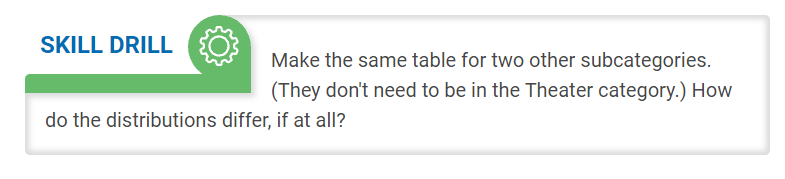 SKILL DRILL
Make the same table for two other subcategories.
(They don't need to be in the Theater category.) How
do the distributions differ, if at all?